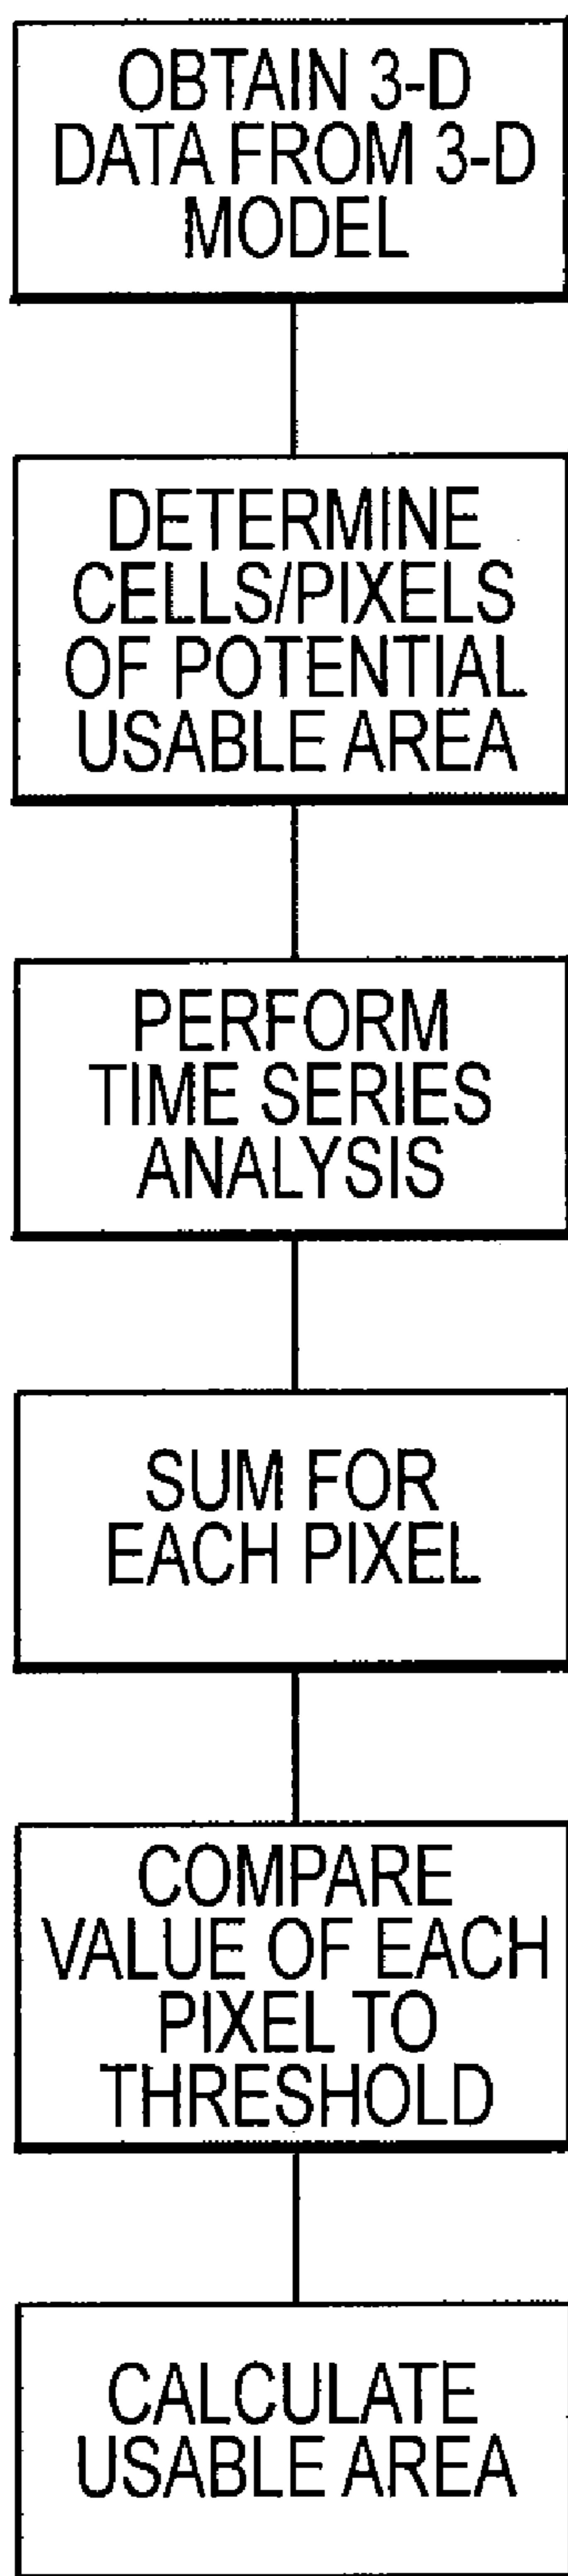 OBTAIN 3-D
DATA FROM 3-D
MODEL
DETERMINE
CELLS/PIXELS
OF POTENTIAL
USABLE AREA
PERFORM
TIME SERIES
ANALYSIS
SUM FOR
EACH PIXEL
COMPARE
VALUE OF EACH
PIXEL TO
THRESHOLD
CALCULATE
USABLE AREA